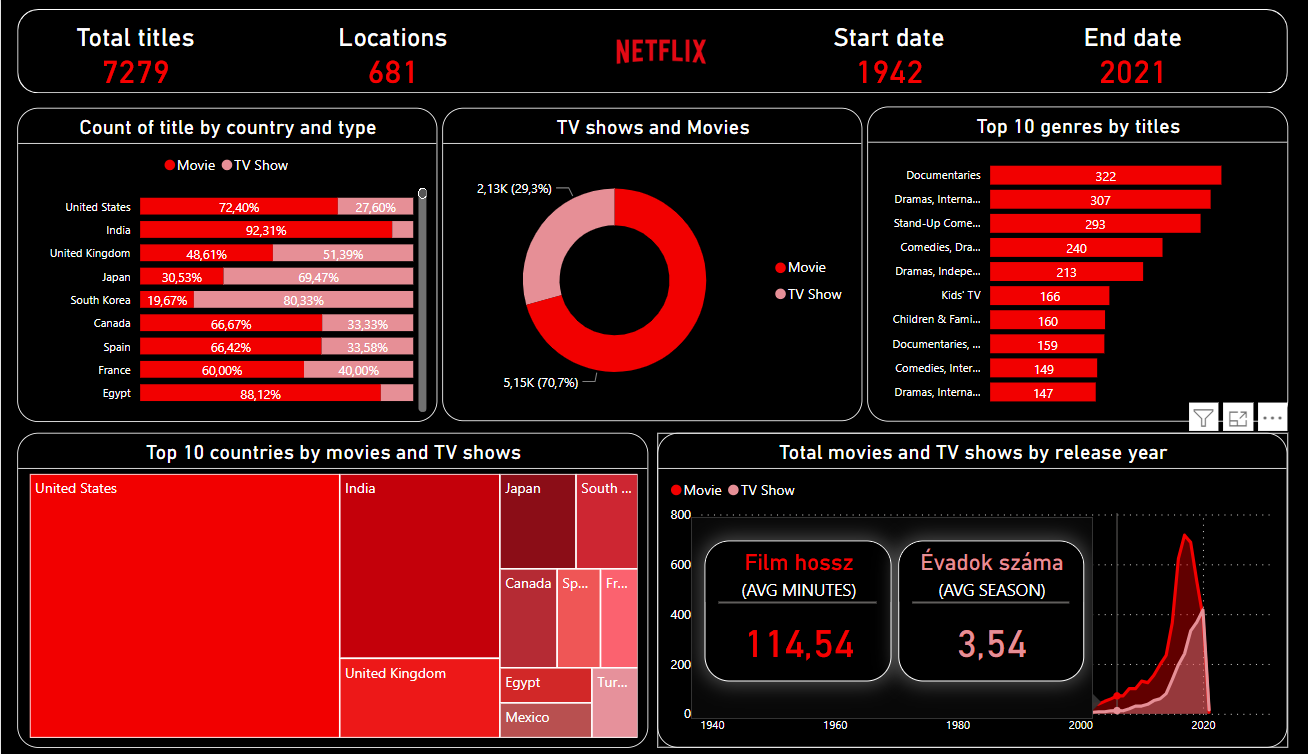 Total titles
7279
Locations
681
NETFLIX
Start date
1942
End date
2021
Count of title by country and type
Movie TV Show
United States 72,40% 27,60%
India 92,31%
United Kingdom 48,61% 51,39%
Japan 30,53% 69,47%
South Korea 19,67% 80,33%
Canada 66,67% 33,33%
Spain 66,42% 33,58%
France 60,00% 40,00%
Egypt 88,12%
TV shows and Movies
2,13K (29,3%)
5,15K (70,7%)
Movie
TV Show
Top 10 genres by titles
Documentaries 322
Dramas, Interna... 307
Stand-Up Come... 293
Comedies, Dra... 240
Dramas, Indepe... 213
Kids' TV 166
Children & Fami... 160
Documentaries, ... 159
Comedies, Inter... 149
Dramas, Interna... 147
Top 10 countries by movies and TV shows
United States
India
United Kingdom
Japan
South ...
Canada
Sp...
Fr...
Egypt
Tur...
Mexico
Total movies and TV shows by release year
Movie TV Show
800
600
400
200
0
Film hossz
(AVG MINUTES)
114,54
Évadok száma
(AVG SEASON)
3,54
1940 1960 1980 2000 2020